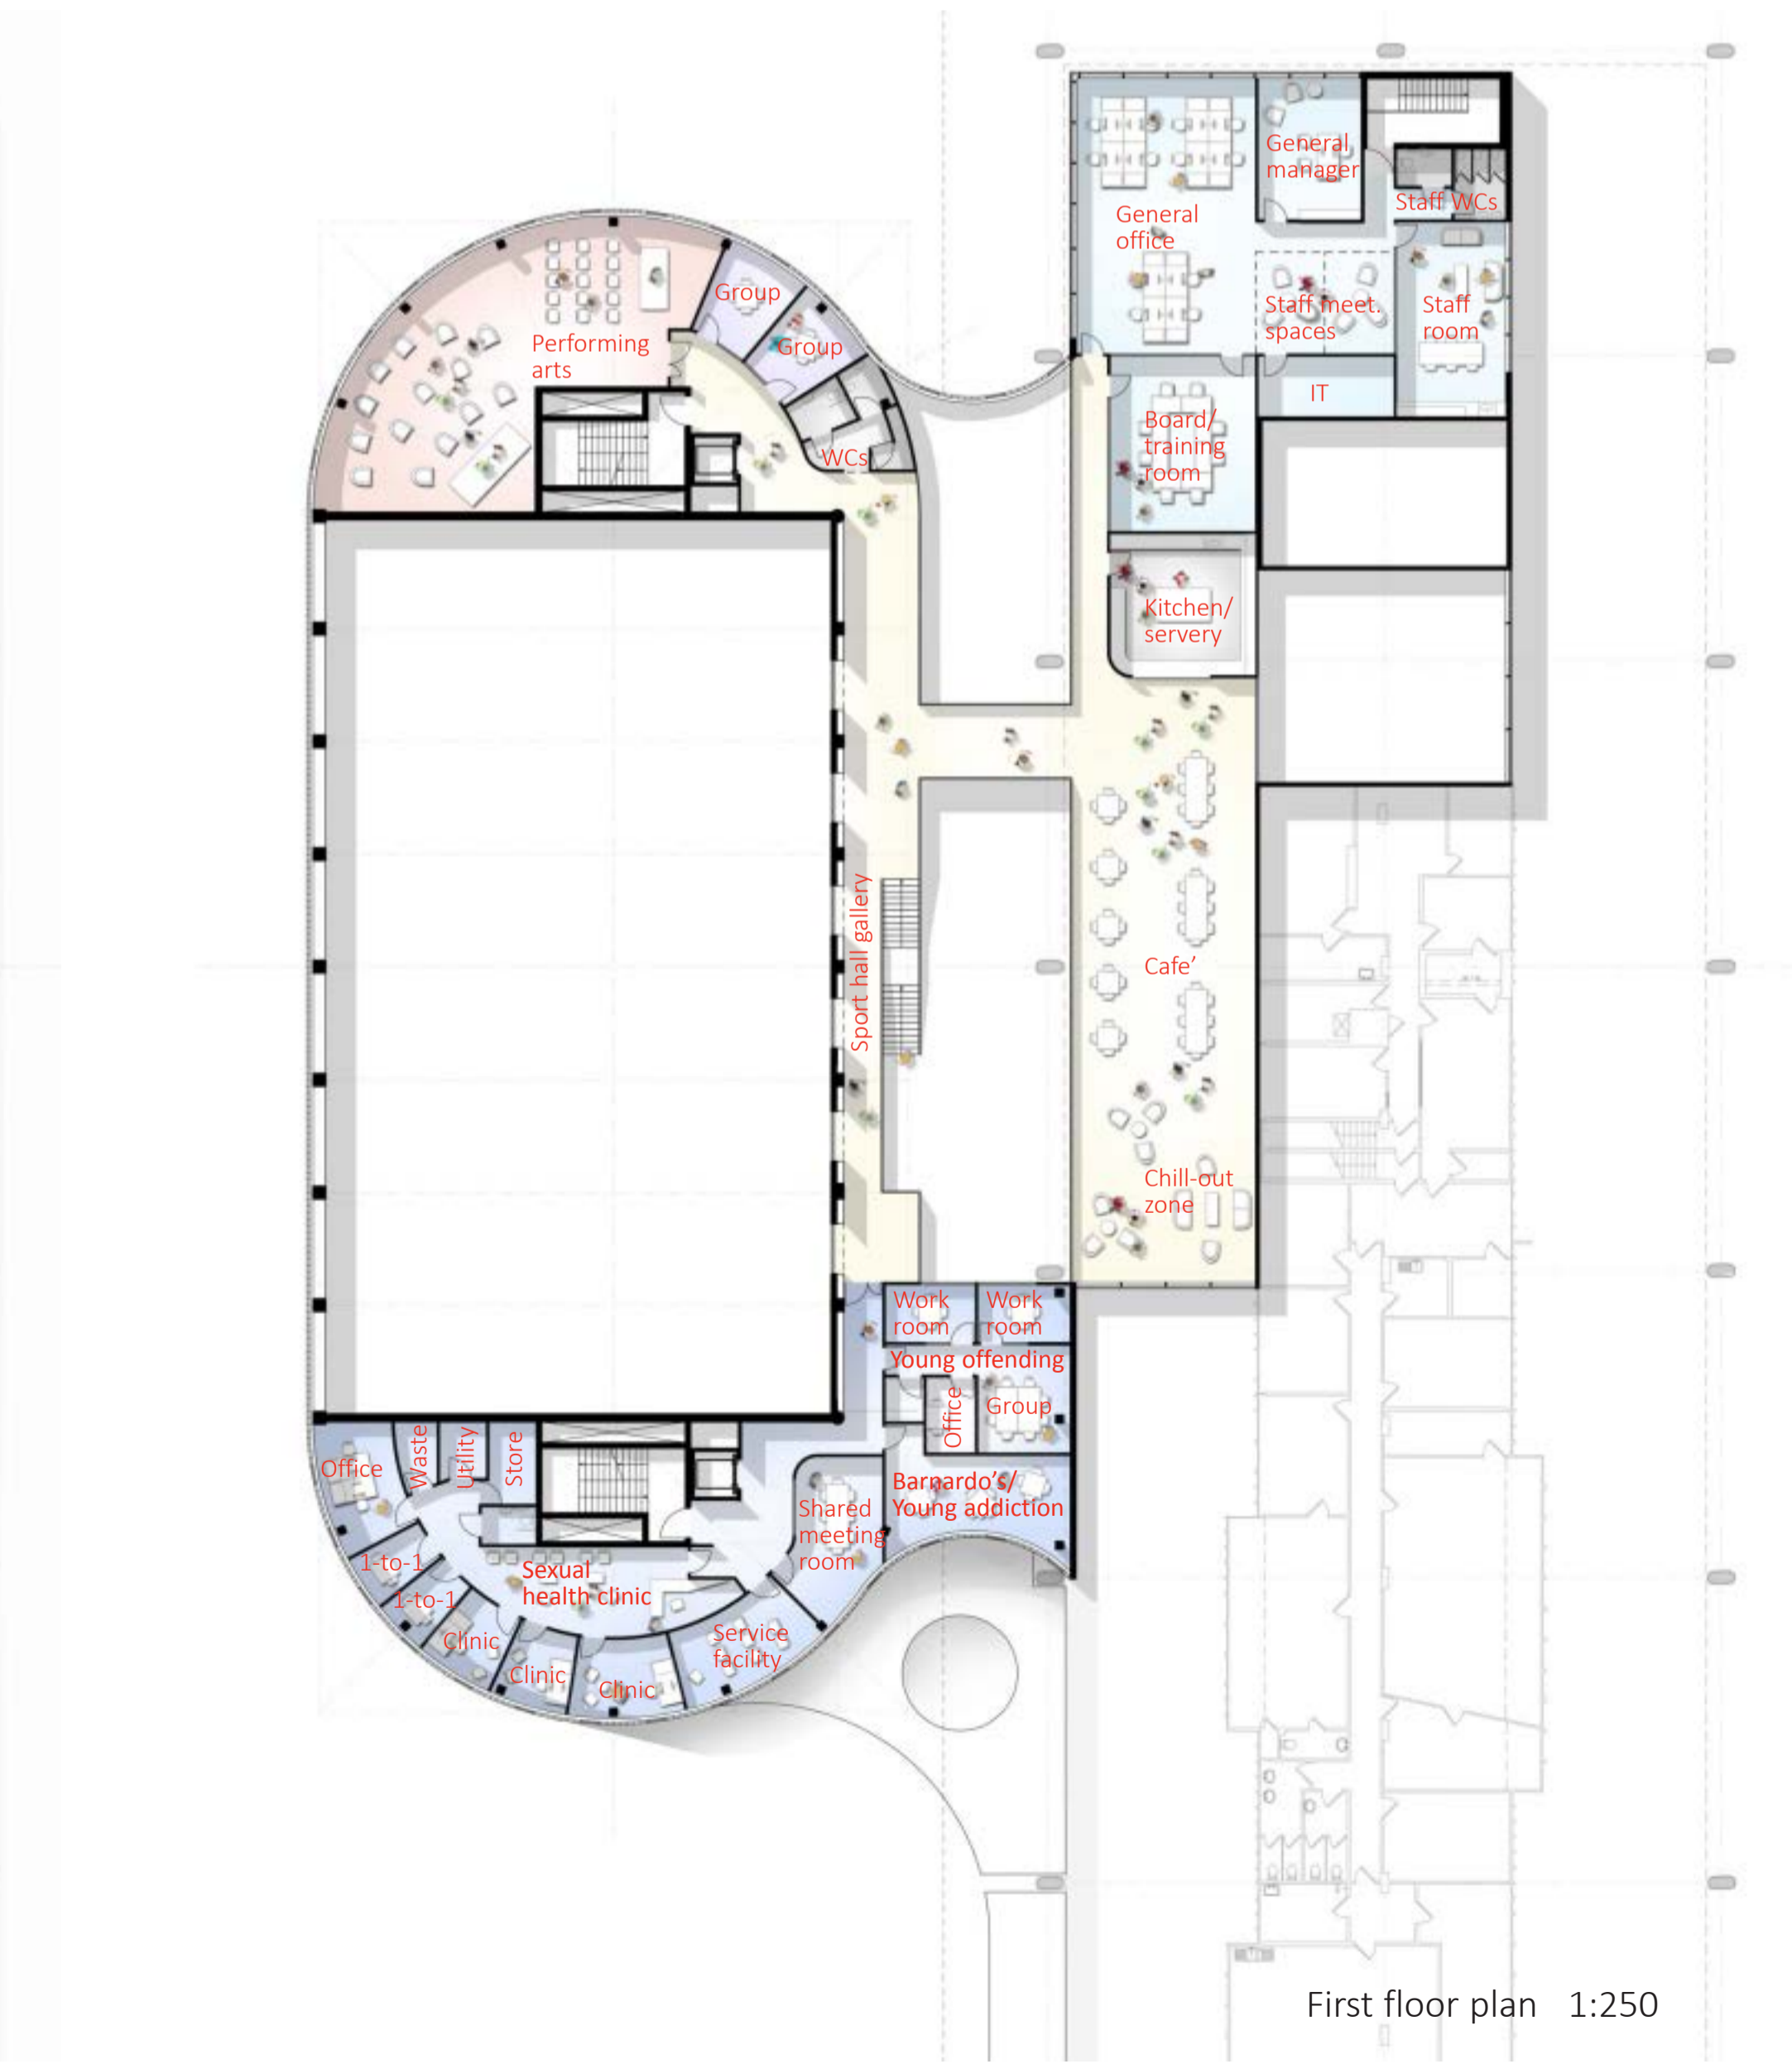 General
manager
Staff WCs
General
office
Staff meet.
spaces
Staff
room
Group
Group
Performing
arts
IT
Board/
training
room
WCs
Kitchen/
servery
Sport hall gallery
Cafe’
Chill-out
zone
Work
room
Work
room
Young offending
Office
Group
Office
Waste
Utility
Store
Barnardo’s/
Young addiction
Shared
meeting
room
1-to-1
1-to-1
Sexual
health clinic
Clinic
Clinic
Clinic
Service
facility
First floor plan 1:250